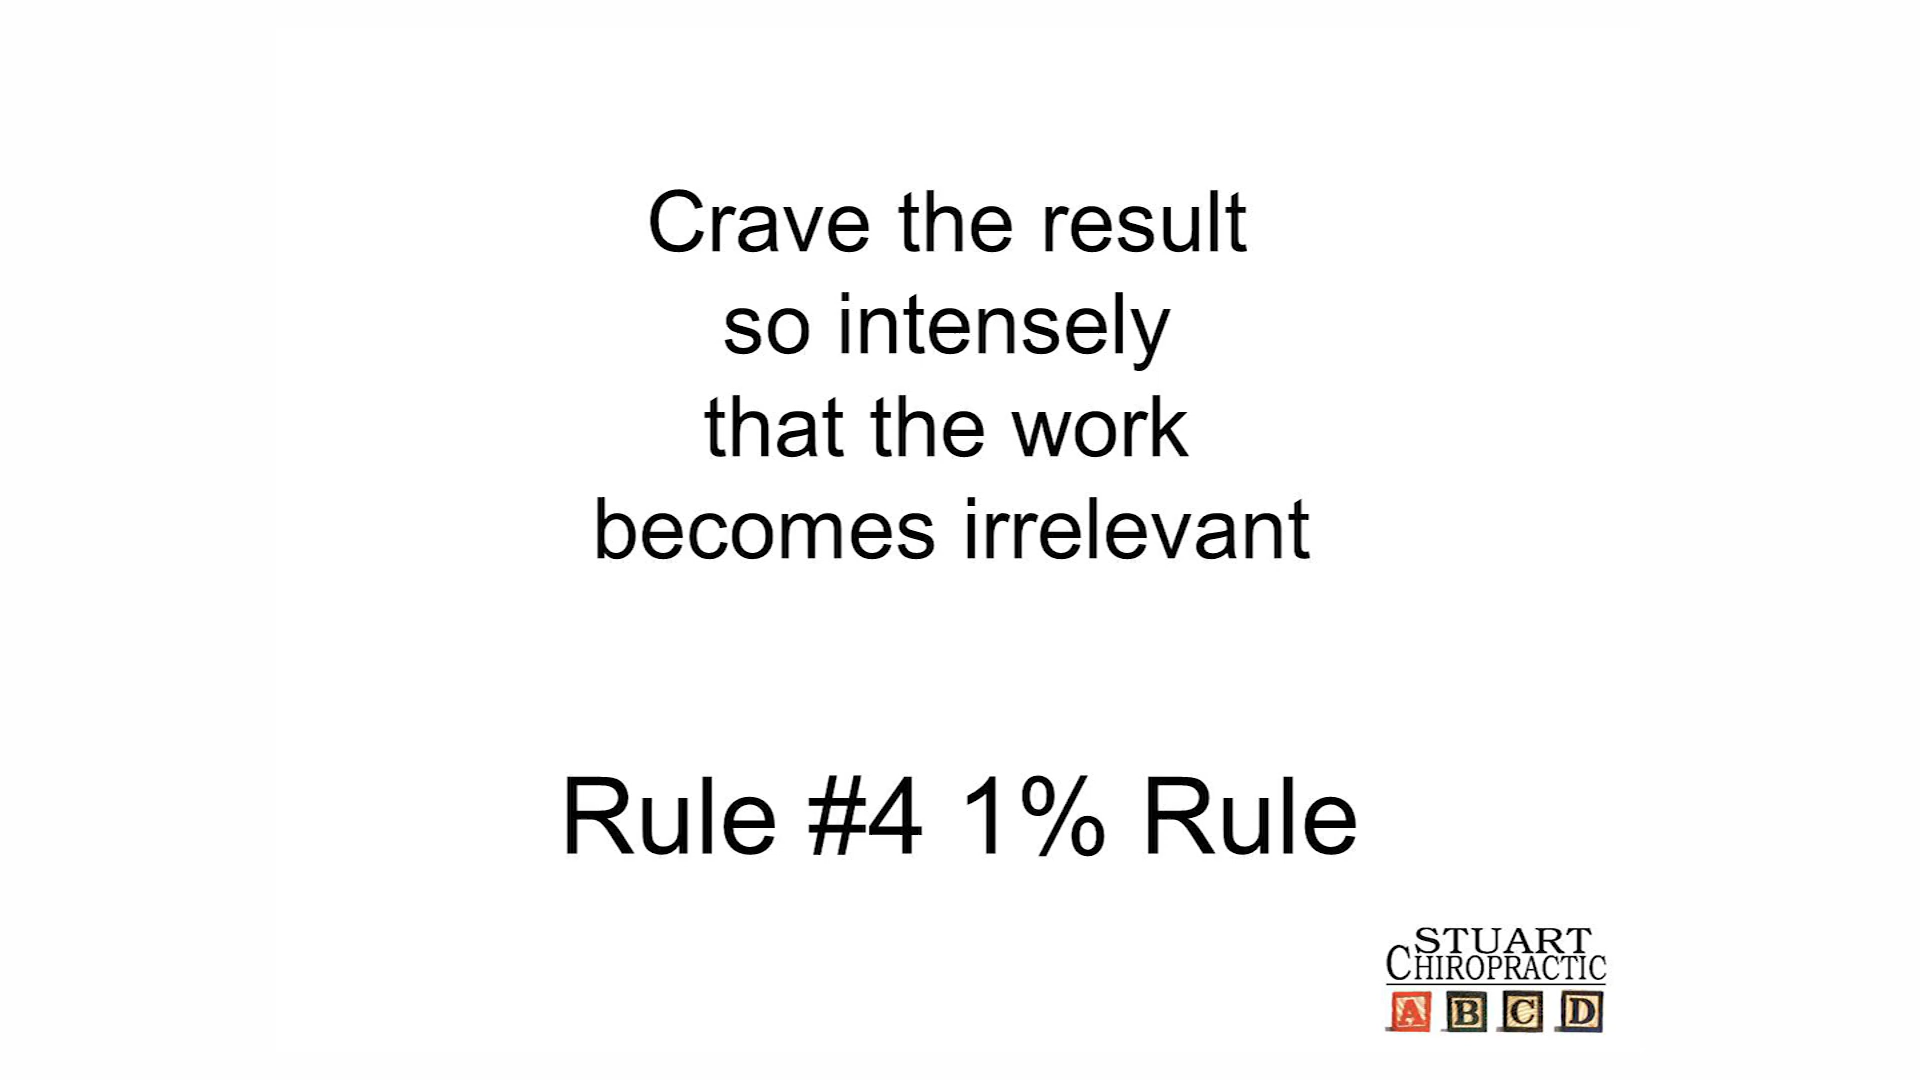 Crave the result
so intensely
that the work
becomes irrelevant
Rule #4 1% Rule
STUART
CHIROPRACTIC
A B C D